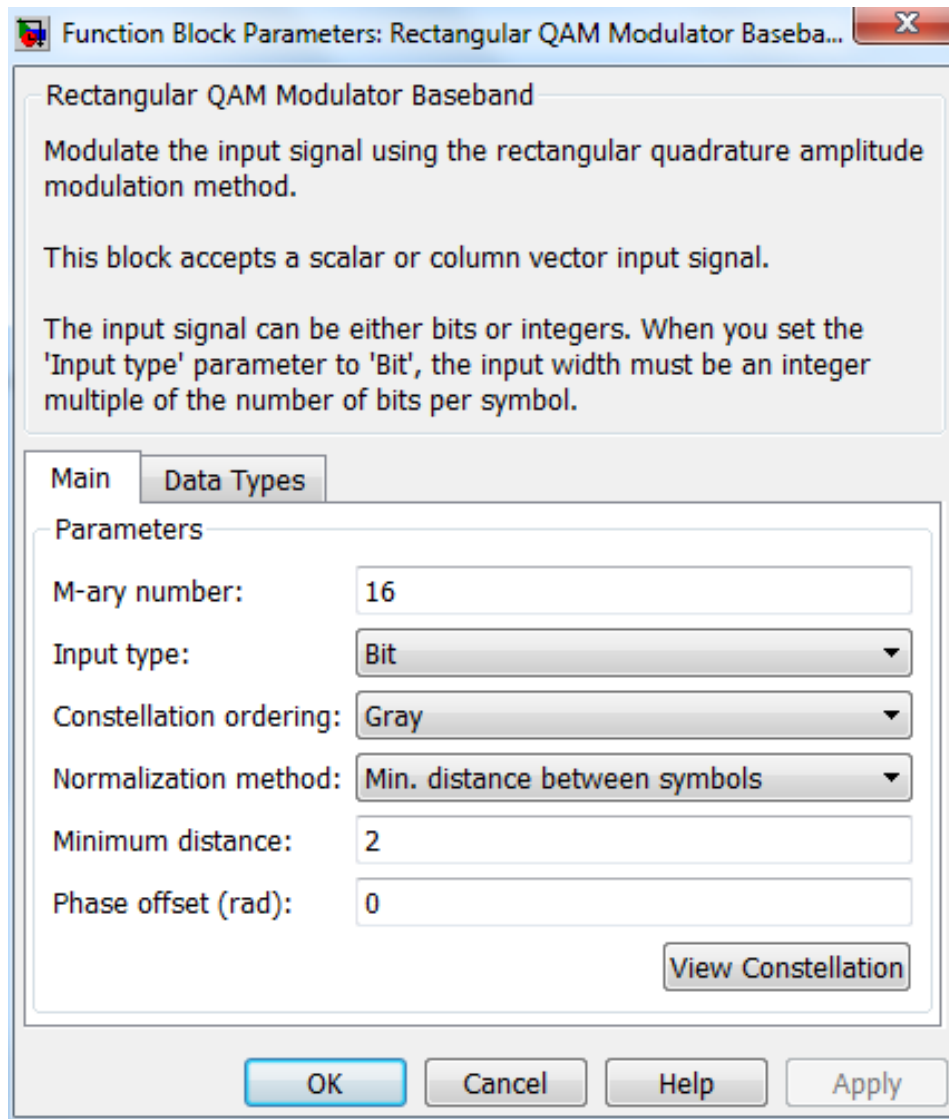 Function Block Parameters: Rectangular QAM Modulator Baseba...
Rectangular QAM Modulator Baseband
Modulate the input signal using the rectangular quadrature amplitude
modulation method.
This block accepts a scalar or column vector input signal.
The input signal can be either bits or integers. When you set the
'Input type' parameter to 'Bit', the input width must be an integer
multiple of the number of bits per symbol.
Main Data Types
Parameters
M-ary number: 16
Input type: Bit
Constellation ordering: Gray
Normalization method: Min. distance between symbols
Minimum distance: 2
Phase offset (rad): 0
View Constellation
OK Cancel Help Apply